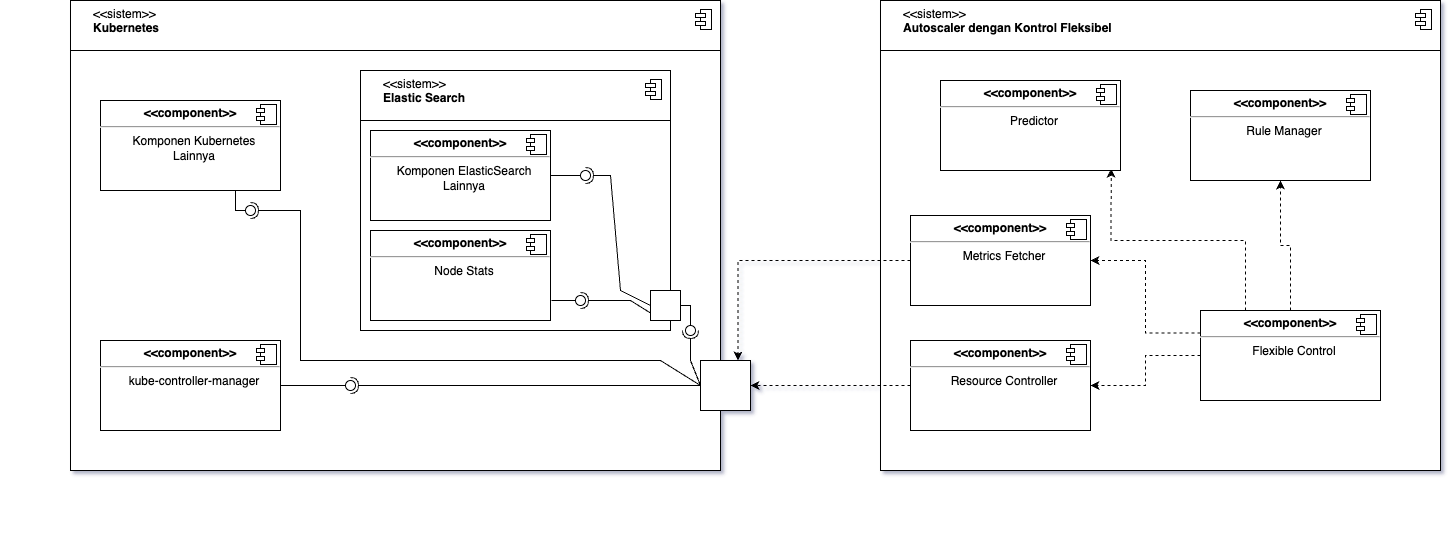 <<sistem>>
Kubernetes
<<component>>
Komponen Kubernetes
Lainnya
<<sistem>>
Elastic Search
<<component>>
Komponen ElasticSearch
Lainnya
<<component>>
Node Stats
<<component>>
kube-controller-manager
<<sistem>>
Autoscaler dengan Kontrol Fleksibel
<<component>>
Predictor
<<component>>
Rule Manager
<<component>>
Metrics Fetcher
<<component>>
Flexible Control
<<component>>
Resource Controller